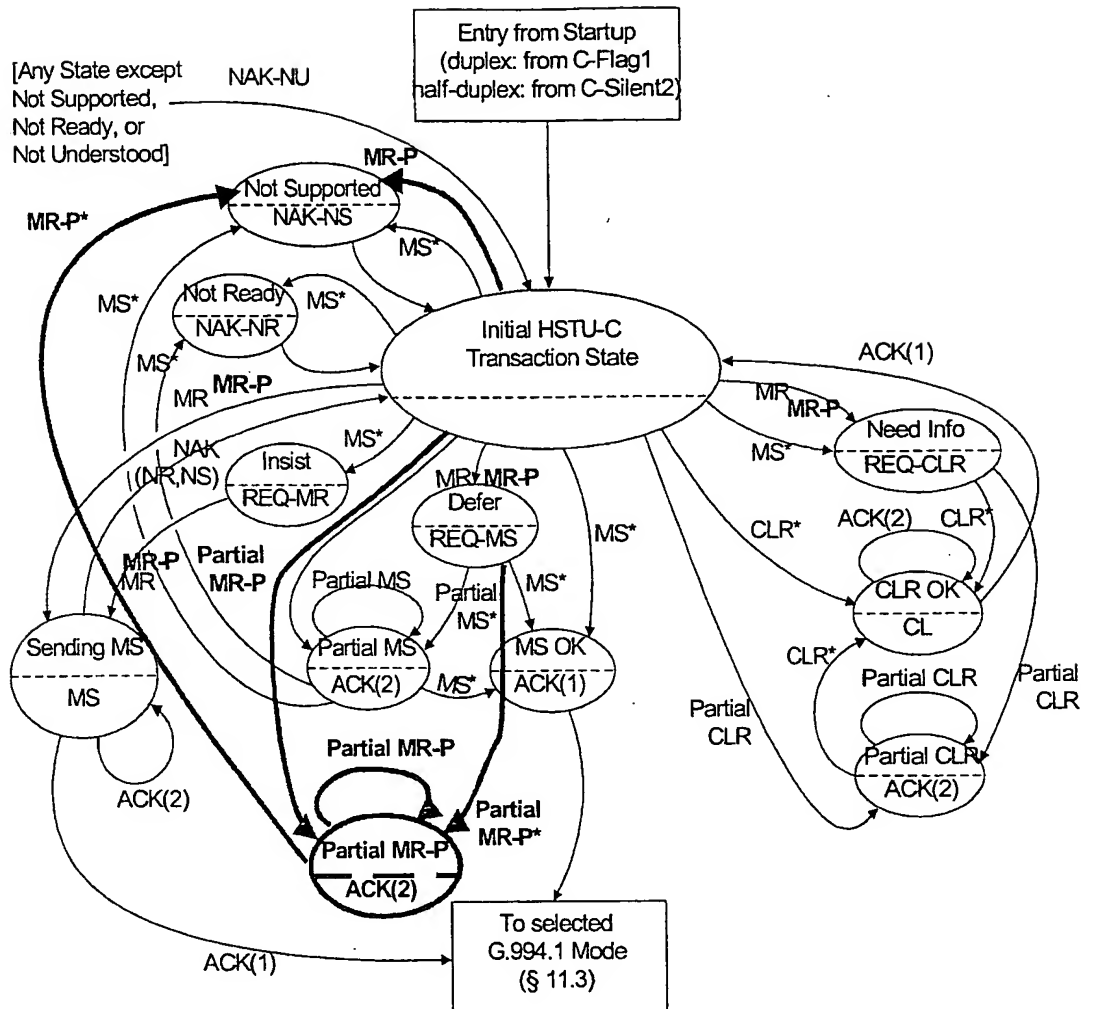 Entry from Startup
(duplex: from C-Flag1
half-duplex: from C-Silent2)
[Any State except
Not Supported,
Not Ready, or
Not Understood]
NAK-NU
MR-P
Not Supported
NAK-NS
MR-P*
MS*
MS*
Not Ready
NAK-NR
MS*
Initial HSTU-C
Transaction State
ACK(1)
MS*
MR
MR-P
MR
MR-P
Need Info
REQ-CLR
MS*
NAK
(NR,NS)
Insist
REQ-MR
MS*
MR
MR-P
Defer
REQ-MS
MS*
CLR*
ACK(2)
CLR*
CLR OK
CL
MR-P
MR
Partial
MR-P
Partial MS
Partial
MS*
MS*
Sending MS
MS
Partial MS
ACK(2)
MS*
MS OK
ACK(1)
CLR*
Partial CLR
Partial
CLR
Partial
CLR
Partial CLR
ACK(2)
ACK(2)
Partial MR-P
Partial
MR-P*
Partial MR-P
ACK(2)
To selected
G.994.1 Mode
(§ 11.3)
ACK(1)